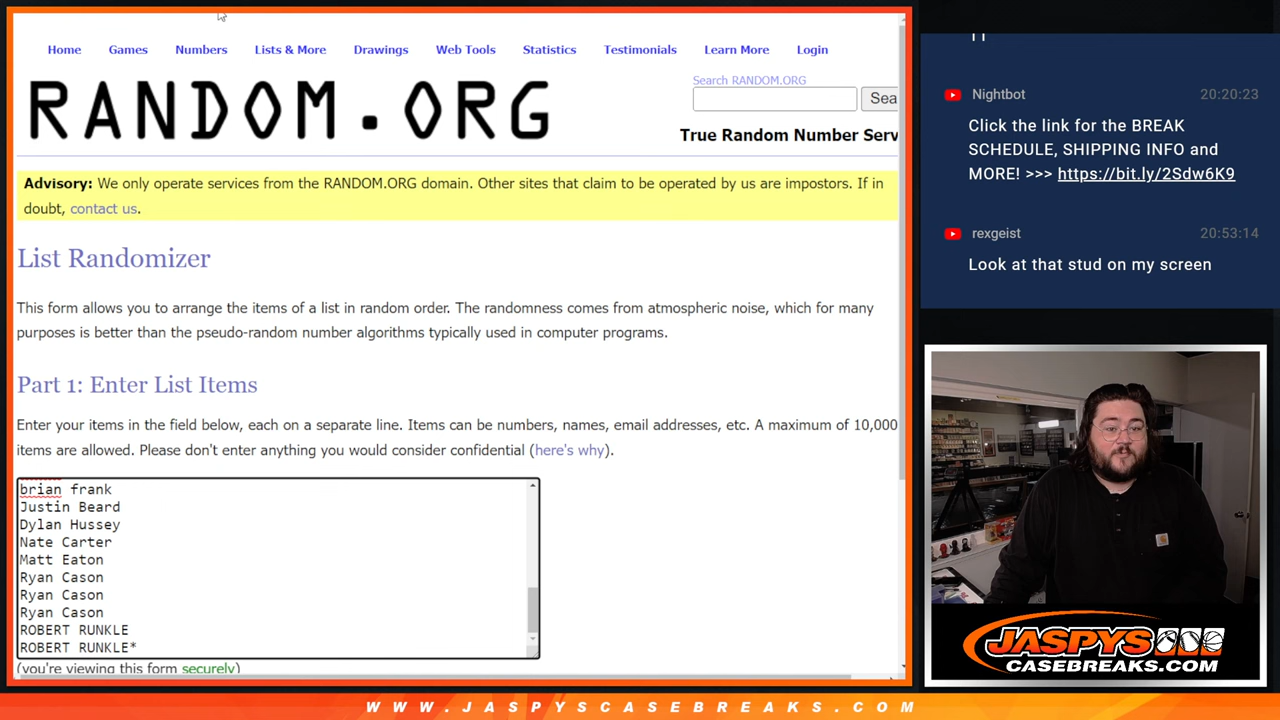 Home Games Numbers Lists & More Drawings Web Tools Statistics Testimonials Learn More Login
RANDOM.ORG
Search RANDOM.ORG
Sea
True Random Number Serv
Advisory: We only operate services from the RANDOM.ORG domain. Other sites that claim to be operated by us are impostors. If in
doubt, contact us.
List Randomizer
This form allows you to arrange the items of a list in random order. The randomness comes from atmospheric noise, which for many
purposes is better than the pseudo-random number algorithms typically used in computer programs.
Part 1: Enter List Items
Enter your items in the field below, each on a separate line. Items can be numbers, names, email addresses, etc. A maximum of 10,000
items are allowed. Please don't enter anything you would consider confidential (here's why).
brian frank
Justin Beard
Dylan Hussey
Nate Carter
Matt Eaton
Ryan Cason
Ryan Cason
Ryan Cason
ROBERT RUNKLE
ROBERT RUNKLE*
(you're viewing this form securely)
Nightbot 20:20:23
Click the link for the BREAK
SCHEDULE, SHIPPING INFO and
MORE! >>> https://bit.ly/2Sdw6K9
rexgeist 20:53:14
Look at that stud on my screen
JASPYS
CASEBREAKS.COM
WWW.JASPYSCASEBREAKS.COM